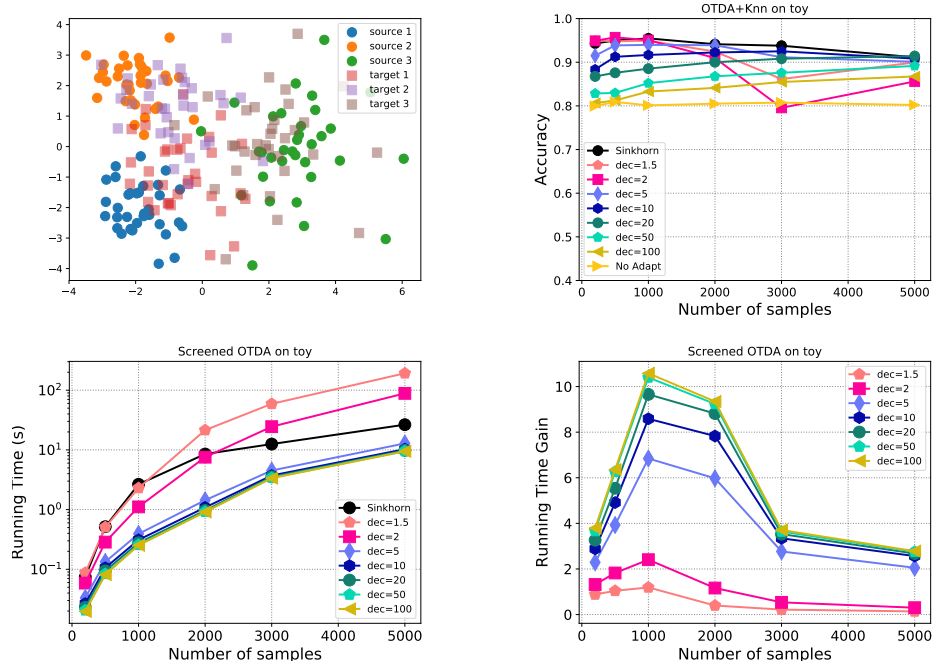 source 1
source 2
source 3
target 1
target 2
target 3
4
3
2
1
0
−1
−2
−3
−4
−4
−2
0
2
4
6
OTDA+Knn on toy
Accuracy
1.0
0.9
0.8
0.7
0.6
0.5
0.4
Sinkhorn
dec=1.5
dec=2
dec=5
dec=10
dec=20
dec=50
dec=100
No Adapt
0
1000
2000
3000
4000
5000
Number of samples
Screened OTDA on toy
Running Time (s)
10²
10¹
10⁰
10⁻¹
Sinkhorn
dec=1.5
dec=2
dec=5
dec=10
dec=20
dec=50
dec=100
0
1000
2000
3000
4000
5000
Number of samples
Screened OTDA on toy
Running Time Gain
10
8
6
4
2
0
dec=1.5
dec=2
dec=5
dec=10
dec=20
dec=50
dec=100
0
1000
2000
3000
4000
5000
Number of samples